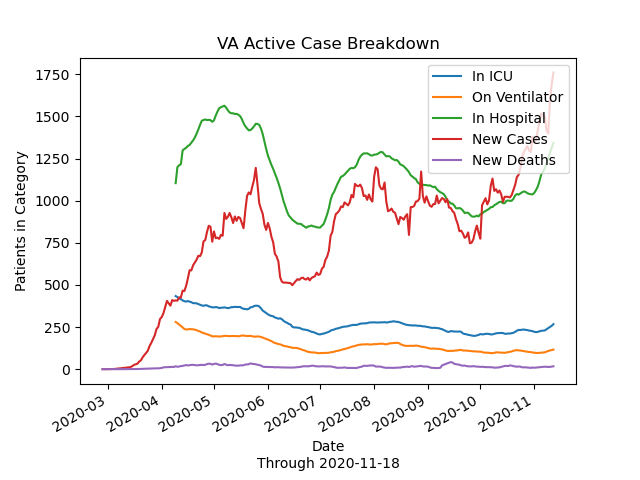 VA Active Case Breakdown
Patients in Category
1750
1500
1250
1000
750
500
250
0
In ICU
On Ventilator
In Hospital
New Cases
New Deaths
2020-03
2020-04
2020-05
2020-06
2020-07
2020-08
2020-09
2020-10
2020-11
Date
Through 2020-11-18